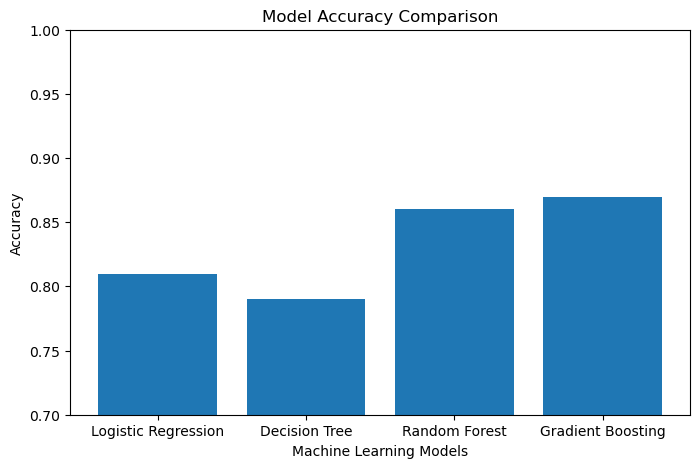 Model Accuracy Comparison
1.00
0.95
0.90
0.85
0.80
0.75
0.70
Accuracy
Logistic Regression Decision Tree Random Forest Gradient Boosting
Machine Learning Models